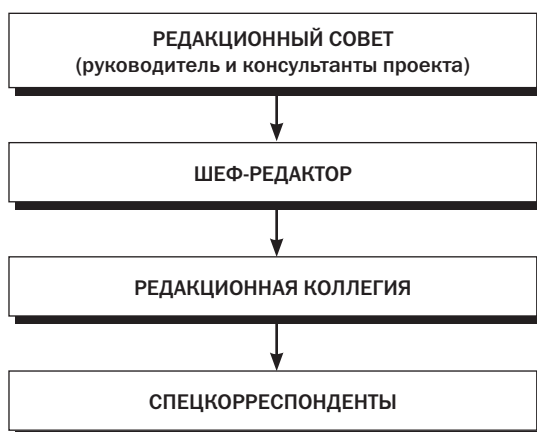 РЕДАКЦИОННЫЙ СОВЕТ
(руководитель и консультанты проекта)
ШЕФ-РЕДАКТОР
РЕДАКЦИОННАЯ КОЛЛЕГИЯ
СПЕЦКОРРЕСПОНДЕНТЫ